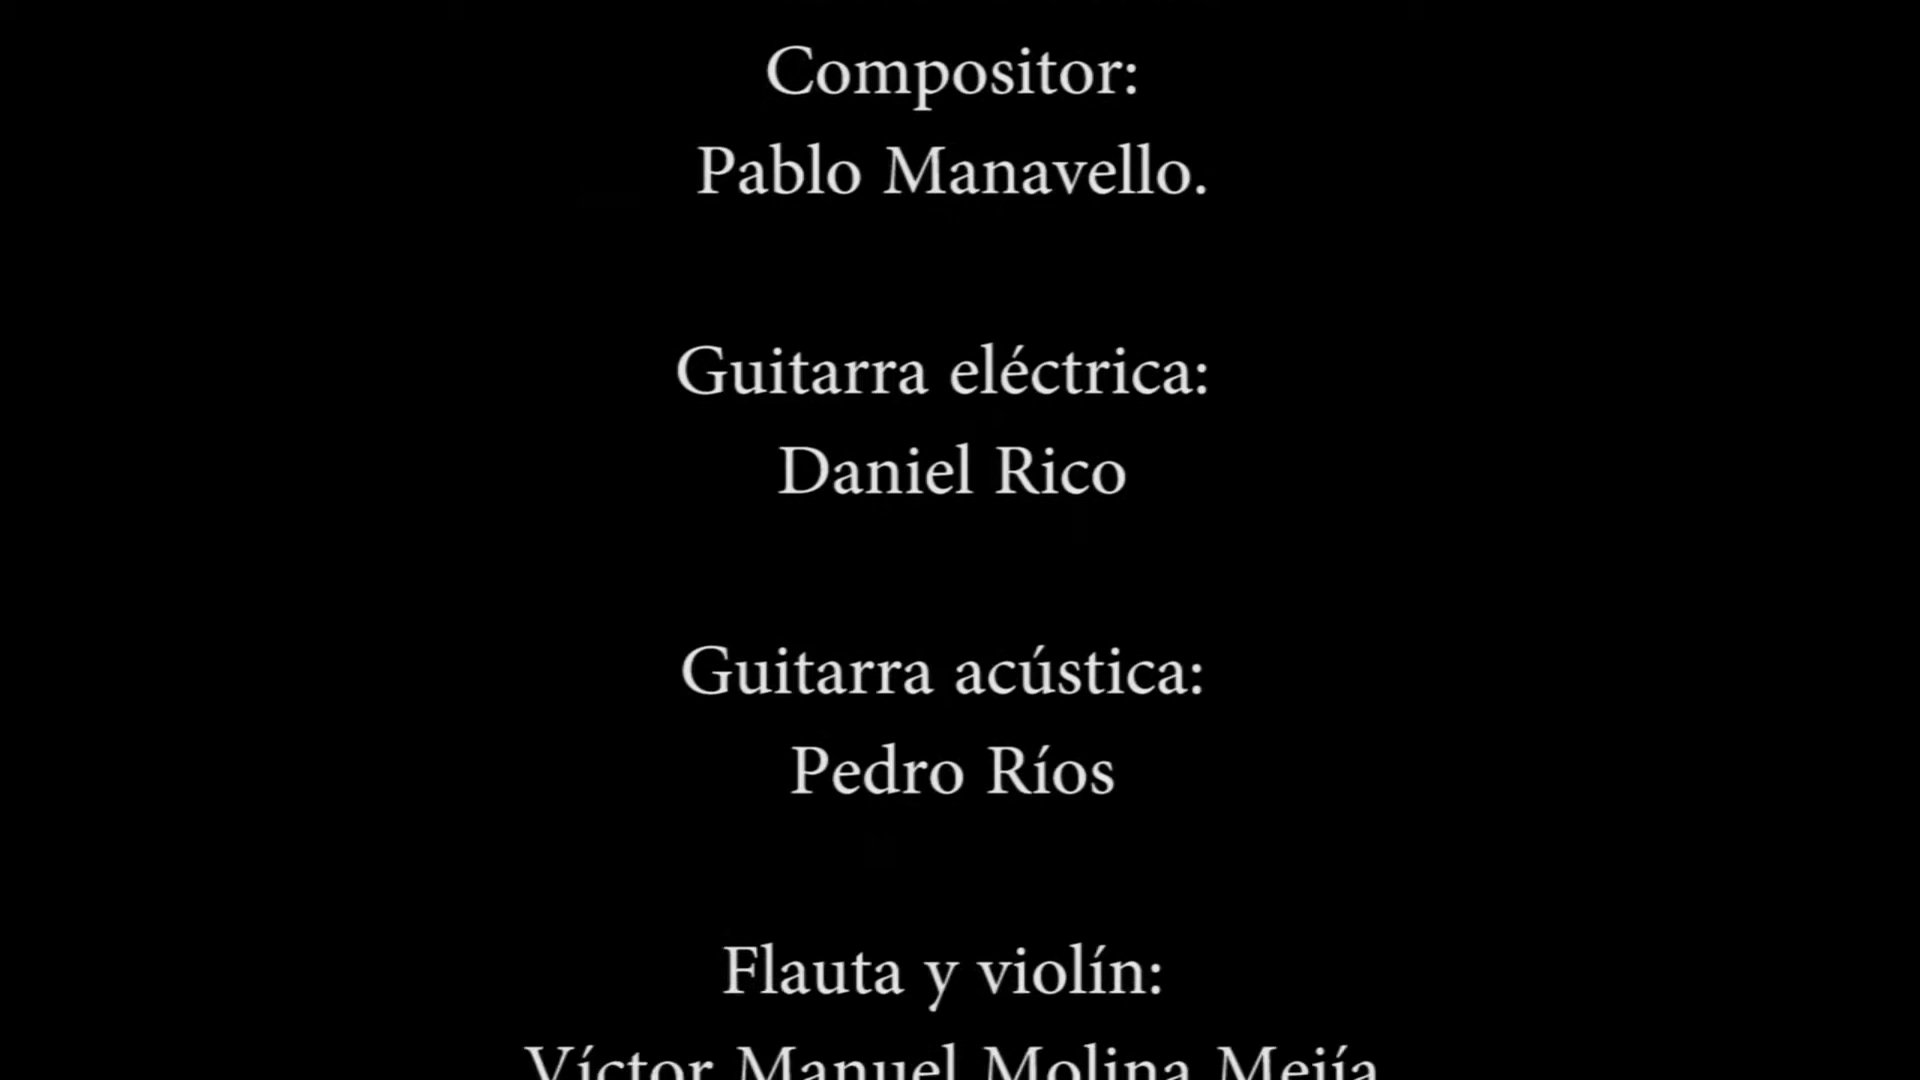 Compositor:
Pablo Manavello.
Guitarra eléctrica:
Daniel Rico
Guitarra acústica:
Pedro Ríos
Flauta y violín:
Víctor Manuel Molina Mejía